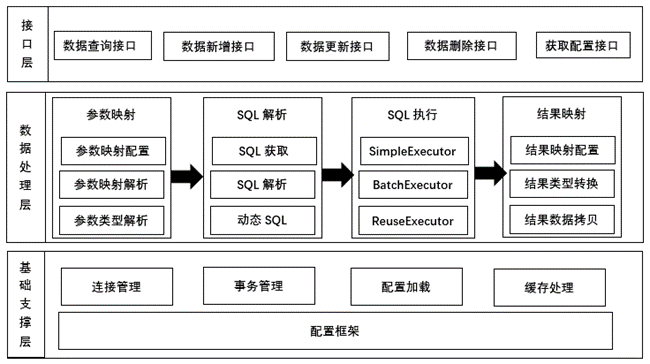 接口层
数据查询接口
数据新增接口
数据更新接口
数据删除接口
获取配置接口
数据处理层
参数映射
参数映射配置
参数映射解析
参数类型解析
SQL 解析
SQL 获取
SQL 解析
动态 SQL
SQL 执行
SimpleExecutor
BatchExecutor
ReuseExecutor
结果映射
结果映射配置
结果类型转换
结果数据拷贝
基础支撑层
连接管理
事务管理
配置加载
缓存处理
配置框架